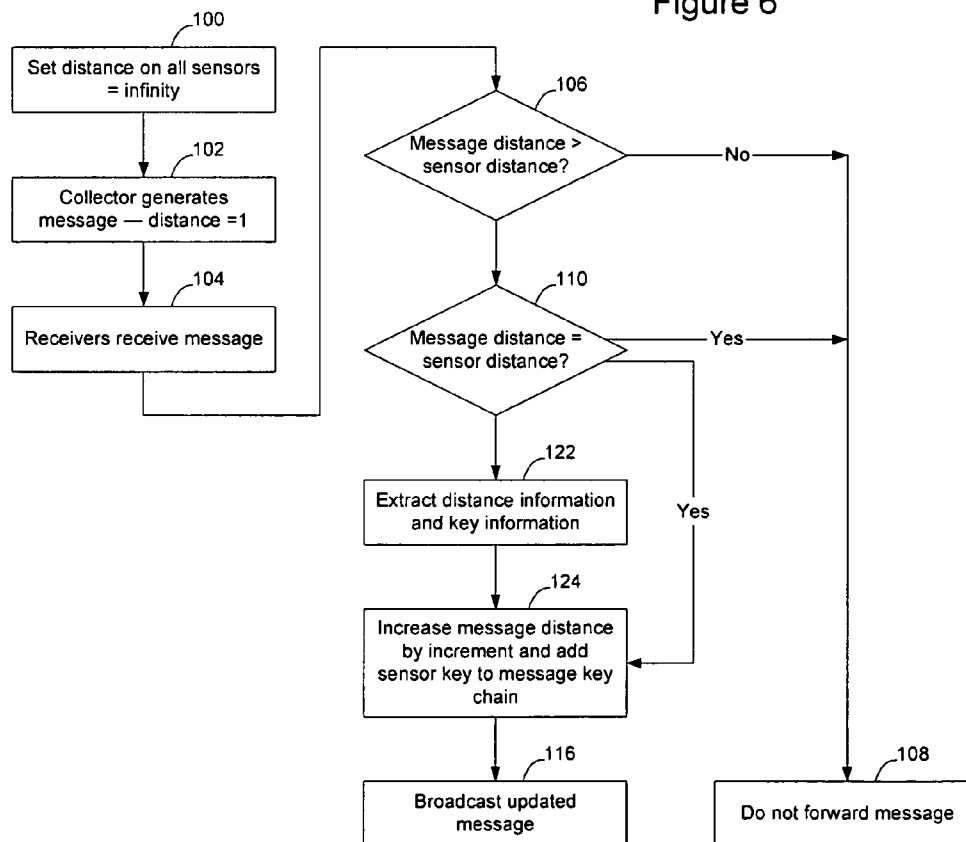 Figure 6
100
Set distance on all sensors
= infinity
102
Collector generates
message — distance =1
104
Receivers receive message
106
Message distance >
sensor distance?
No
110
Message distance =
sensor distance?
Yes
122
Extract distance information
and key information
Yes
124
Increase message distance
by increment and add
sensor key to message key
chain
116
Broadcast updated
message
108
Do not forward message